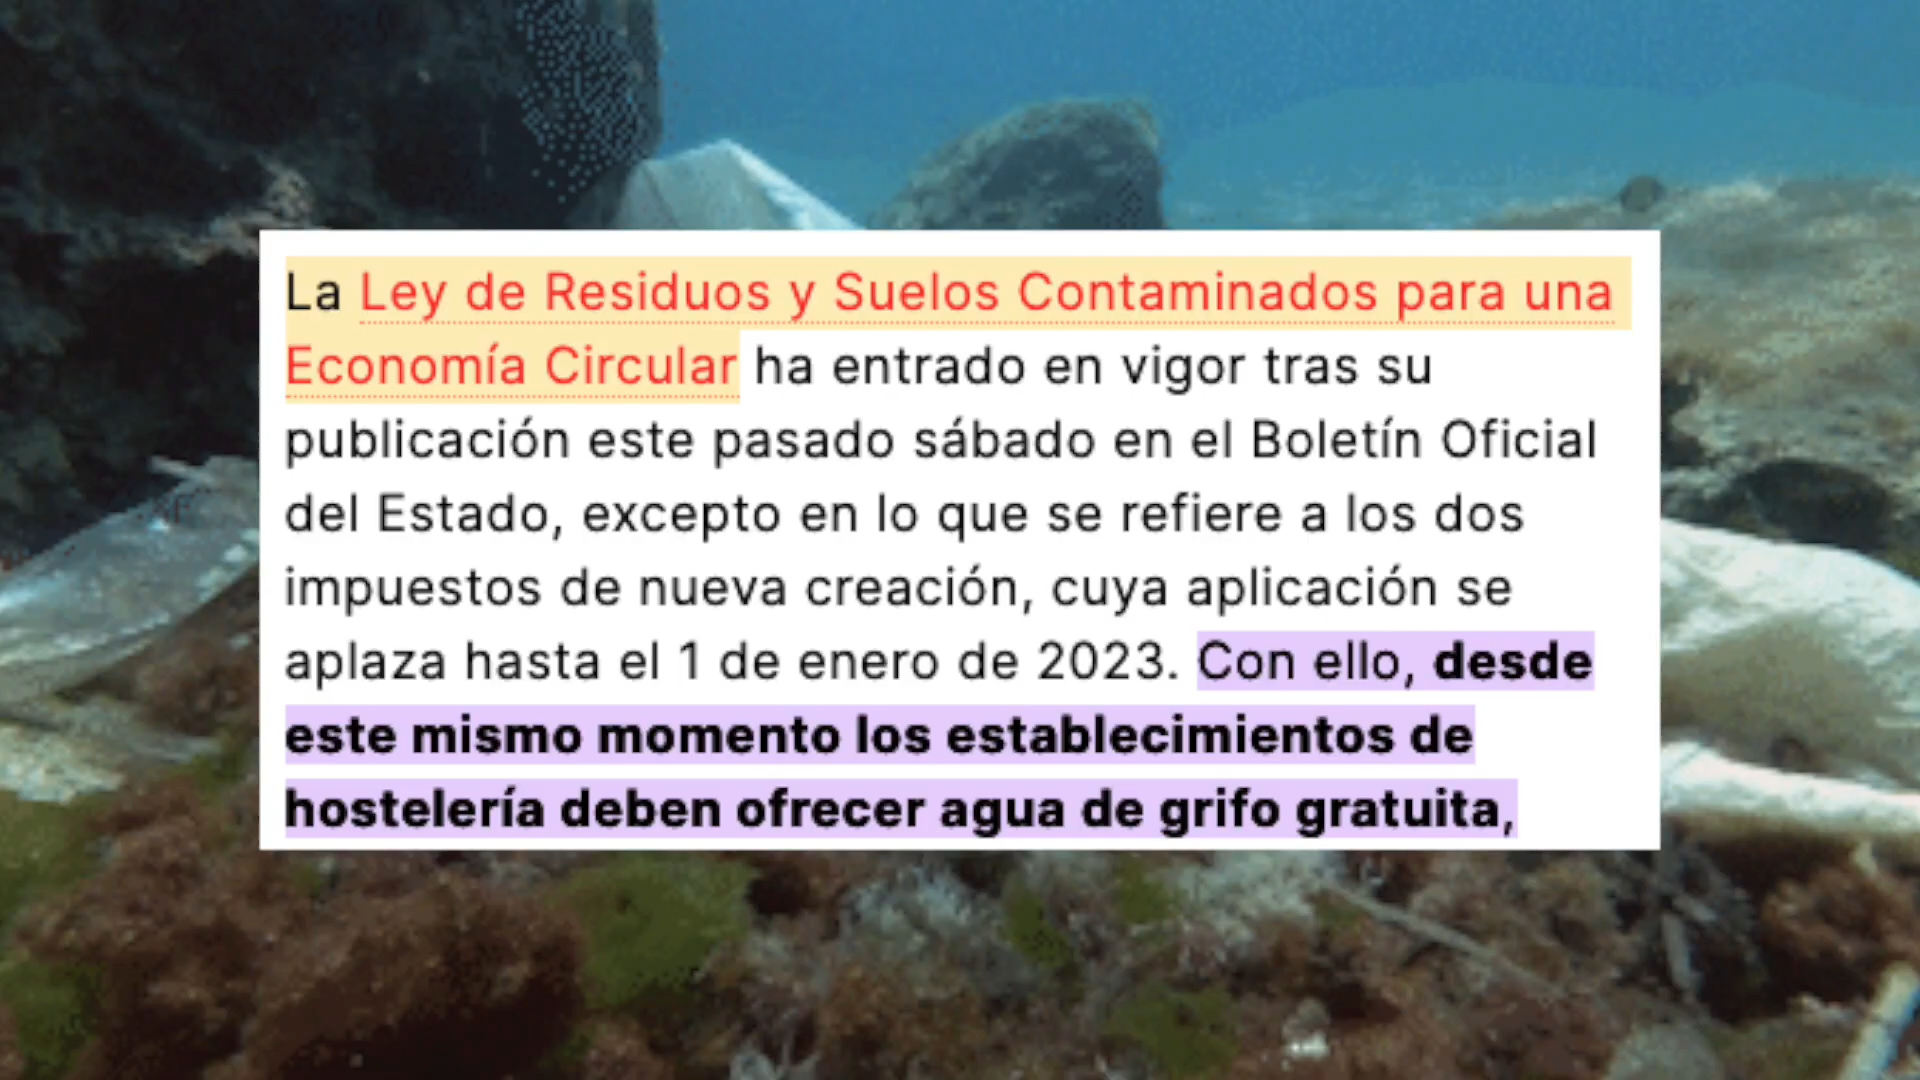 La Ley de Residuos y Suelos Contaminados para una
Economía Circular ha entrado en vigor tras su
publicación este pasado sábado en el Boletín Oficial
del Estado, excepto en lo que se refiere a los dos
impuestos de nueva creación, cuya aplicación se
aplaza hasta el 1 de enero de 2023. Con ello, desde
este mismo momento los establecimientos de
hostelería deben ofrecer agua de grifo gratuita,